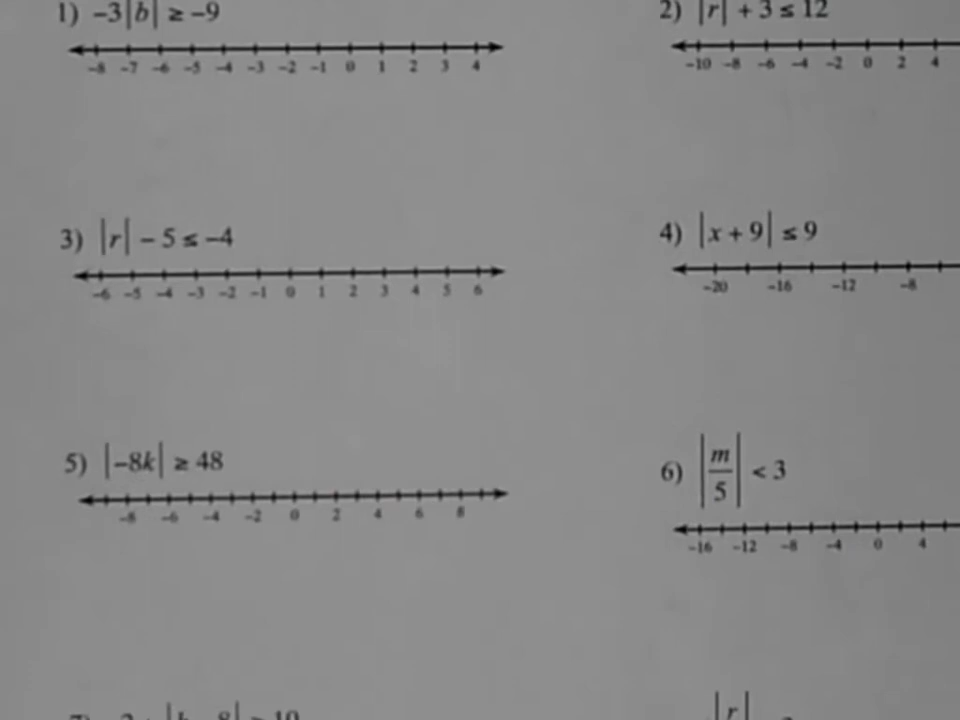 1) −3|b| ≥ −9
−8 −7 −6 −5 −4 −3 −2 −1 0 1 2 3 4
2) |r| + 3 ≤ 12
−10 −8 −6 −4 −2 0 2 4
3) |r| − 5 ≤ −4
−6 −5 −4 −3 −2 −1 0 1 2 3 4 5 6
4) |x + 9| ≤ 9
−20 −16 −12 −8
5) |−8k| ≥ 48
−8 −6 −4 −2 0 2 4 6 8
6) |m/5| < 3
−16 −12 −8 −4 0 4
|r|